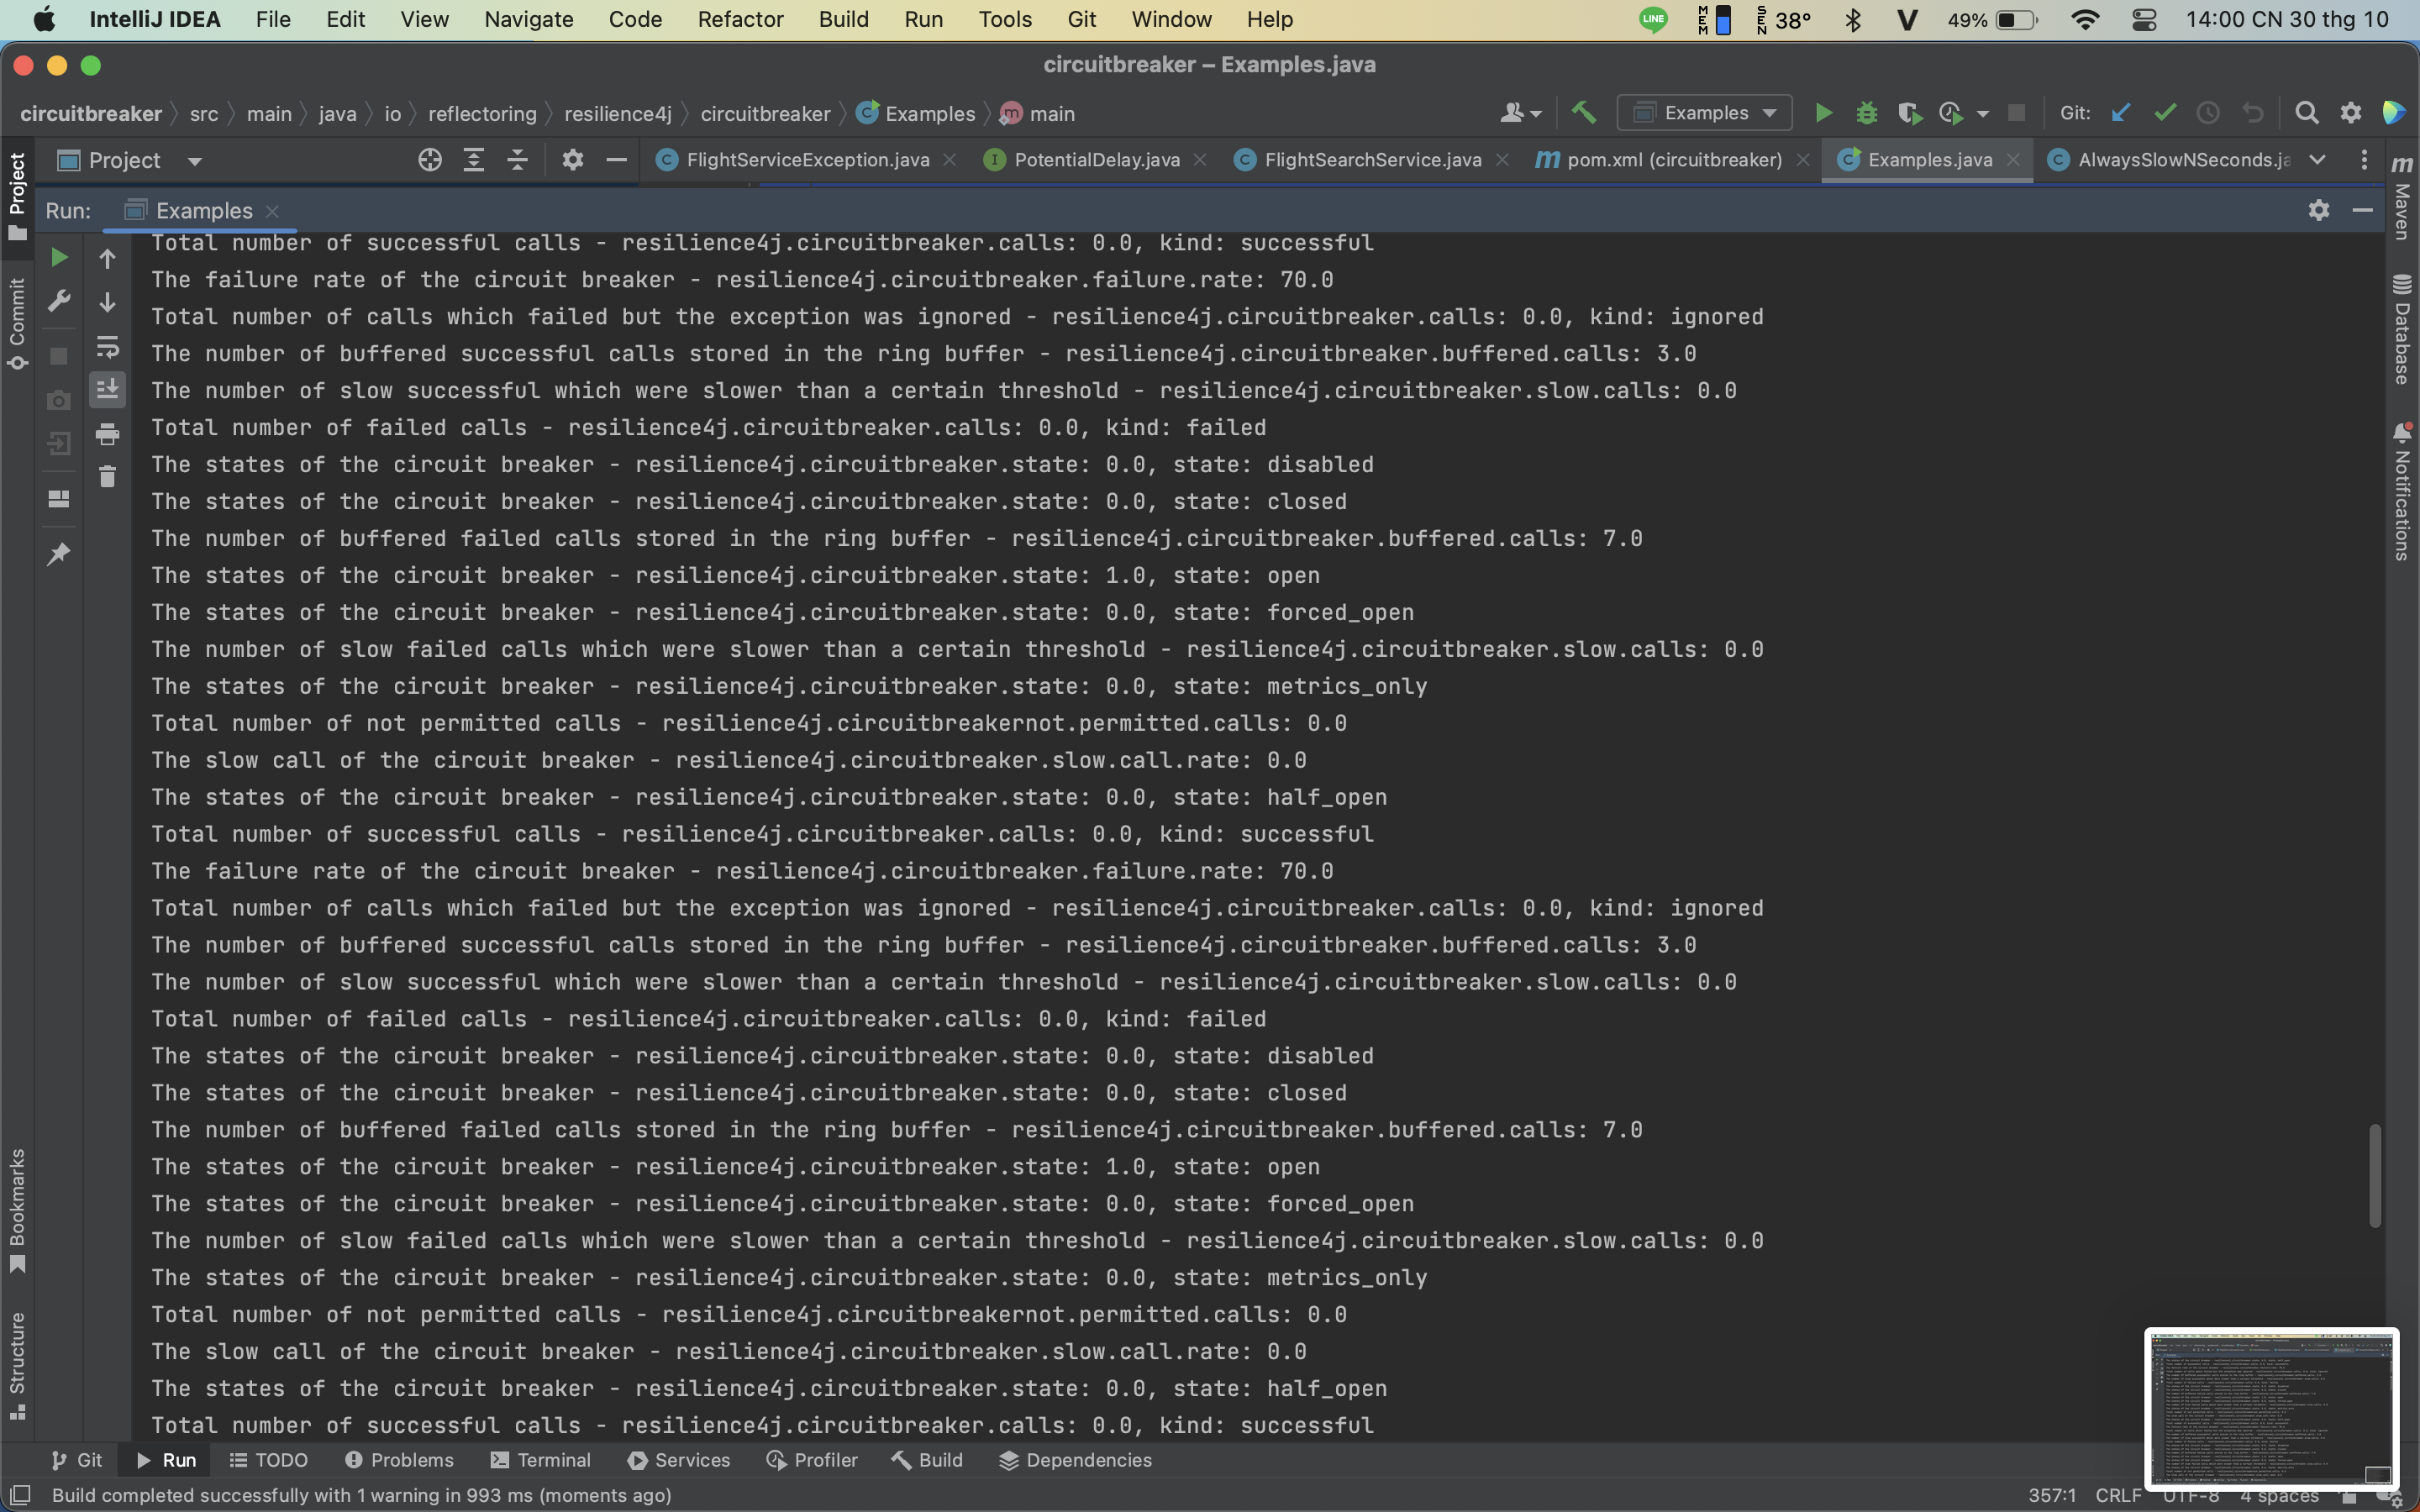 IntelliJ IDEA File Edit View Navigate Code Refactor Build Run Tools Git Window Help LINE MEM SEN 38° V 49% 14:00 CN 30 thg 10
circuitbreaker – Examples.java
circuitbreaker src main java io reflectoring resilience4j circuitbreaker Examples main Examples Git:
Project FlightServiceException.java PotentialDelay.java FlightSearchService.java pom.xml (circuitbreaker) Examples.java AlwaysSlowNSeconds.ja
Run: Examples
Total number of successful calls - resilience4j.circuitbreaker.calls: 0.0, kind: successful
The failure rate of the circuit breaker - resilience4j.circuitbreaker.failure.rate: 70.0
Total number of calls which failed but the exception was ignored - resilience4j.circuitbreaker.calls: 0.0, kind: ignored
The number of buffered successful calls stored in the ring buffer - resilience4j.circuitbreaker.buffered.calls: 3.0
The number of slow successful which were slower than a certain threshold - resilience4j.circuitbreaker.slow.calls: 0.0
Total number of failed calls - resilience4j.circuitbreaker.calls: 0.0, kind: failed
The states of the circuit breaker - resilience4j.circuitbreaker.state: 0.0, state: disabled
The states of the circuit breaker - resilience4j.circuitbreaker.state: 0.0, state: closed
The number of buffered failed calls stored in the ring buffer - resilience4j.circuitbreaker.buffered.calls: 7.0
The states of the circuit breaker - resilience4j.circuitbreaker.state: 1.0, state: open
The states of the circuit breaker - resilience4j.circuitbreaker.state: 0.0, state: forced_open
The number of slow failed calls which were slower than a certain threshold - resilience4j.circuitbreaker.slow.calls: 0.0
The states of the circuit breaker - resilience4j.circuitbreaker.state: 0.0, state: metrics_only
Total number of not permitted calls - resilience4j.circuitbreakernot.permitted.calls: 0.0
The slow call of the circuit breaker - resilience4j.circuitbreaker.slow.call.rate: 0.0
The states of the circuit breaker - resilience4j.circuitbreaker.state: 0.0, state: half_open
Total number of successful calls - resilience4j.circuitbreaker.calls: 0.0, kind: successful
The failure rate of the circuit breaker - resilience4j.circuitbreaker.failure.rate: 70.0
Total number of calls which failed but the exception was ignored - resilience4j.circuitbreaker.calls: 0.0, kind: ignored
The number of buffered successful calls stored in the ring buffer - resilience4j.circuitbreaker.buffered.calls: 3.0
The number of slow successful which were slower than a certain threshold - resilience4j.circuitbreaker.slow.calls: 0.0
Total number of failed calls - resilience4j.circuitbreaker.calls: 0.0, kind: failed
The states of the circuit breaker - resilience4j.circuitbreaker.state: 0.0, state: disabled
The states of the circuit breaker - resilience4j.circuitbreaker.state: 0.0, state: closed
The number of buffered failed calls stored in the ring buffer - resilience4j.circuitbreaker.buffered.calls: 7.0
The states of the circuit breaker - resilience4j.circuitbreaker.state: 1.0, state: open
The states of the circuit breaker - resilience4j.circuitbreaker.state: 0.0, state: forced_open
The number of slow failed calls which were slower than a certain threshold - resilience4j.circuitbreaker.slow.calls: 0.0
The states of the circuit breaker - resilience4j.circuitbreaker.state: 0.0, state: metrics_only
Total number of not permitted calls - resilience4j.circuitbreakernot.permitted.calls: 0.0
The slow call of the circuit breaker - resilience4j.circuitbreaker.slow.call.rate: 0.0
The states of the circuit breaker - resilience4j.circuitbreaker.state: 0.0, state: half_open
Total number of successful calls - resilience4j.circuitbreaker.calls: 0.0, kind: successful
Project
Commit
Bookmarks
Structure
Maven
Database
Notifications
Git Run TODO Problems Terminal Services Profiler Build Dependencies
Build completed successfully with 1 warning in 993 ms (moments ago) 357:1 CRLF UTF-8 4 spaces